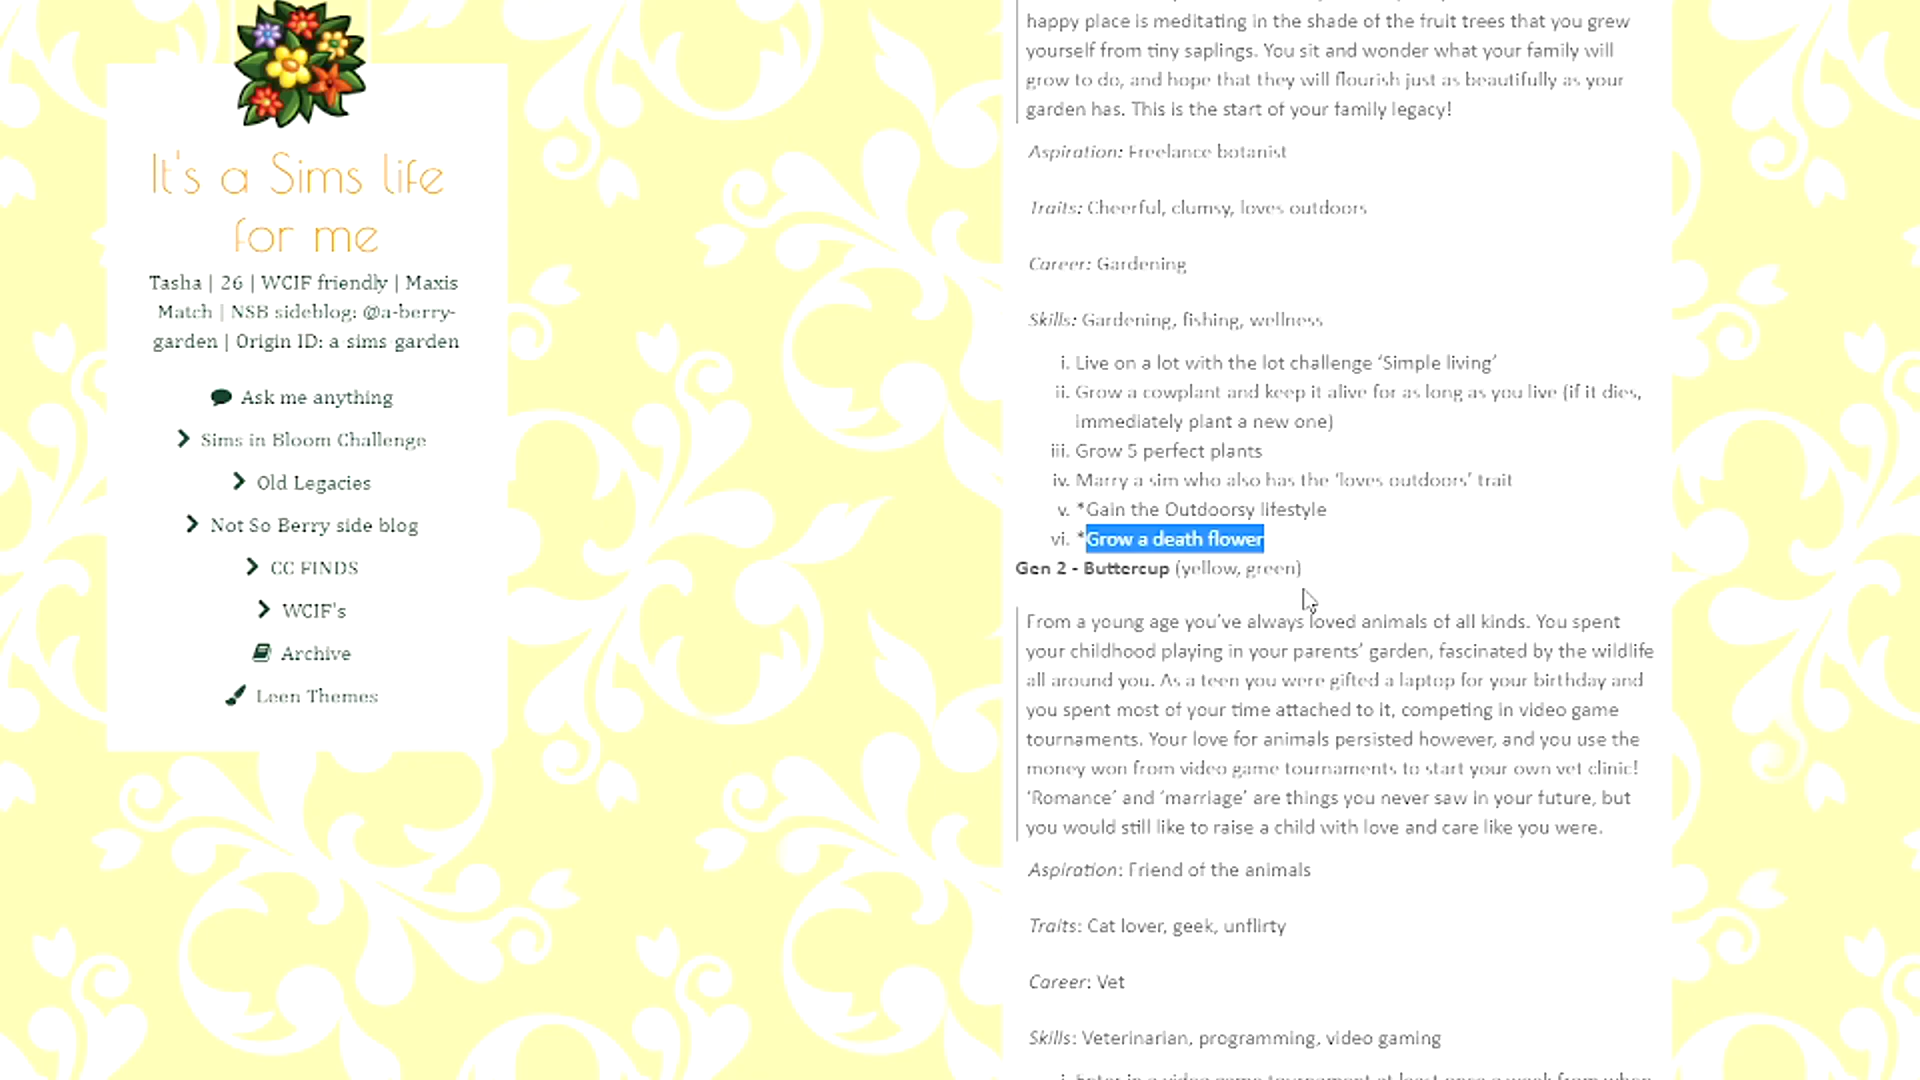 It's a Sims life
for me
Tasha | 26 | WCIF friendly | Maxis
Match | NSB sideblog: @a-berry-
garden | Origin ID: a sims garden
Ask me anything
Sims in Bloom Challenge
Old Legacies
Not So Berry side blog
CC FINDS
WCIF's
Archive
Leen Themes
happy place is meditating in the shade of the fruit trees that you grew
yourself from tiny saplings. You sit and wonder what your family will
grow to do, and hope that they will flourish just as beautifully as your
garden has. This is the start of your family legacy!
Aspiration: Freelance botanist
Traits: Cheerful, clumsy, loves outdoors
Career: Gardening
Skills: Gardening, fishing, wellness
i. Live on a lot with the lot challenge ‘Simple living’
ii. Grow a cowplant and keep it alive for as long as you live (if it dies,
immediately plant a new one)
iii. Grow 5 perfect plants
iv. Marry a sim who also has the ‘loves outdoors’ trait
v. *Gain the Outdoorsy lifestyle
vi. *Grow a death flower
Gen 2 - Buttercup (yellow, green)
From a young age you’ve always loved animals of all kinds. You spent
your childhood playing in your parents’ garden, fascinated by the wildlife
all around you. As a teen you were gifted a laptop for your birthday and
you spent most of your time attached to it, competing in video game
tournaments. Your love for animals persisted however, and you use the
money won from video game tournaments to start your own vet clinic!
‘Romance’ and ‘marriage’ are things you never saw in your future, but
you would still like to raise a child with love and care like you were.
Aspiration: Friend of the animals
Traits: Cat lover, geek, unflirty
Career: Vet
Skills: Veterinarian, programming, video gaming
i. Enter in a video game tournament at least once a week from when